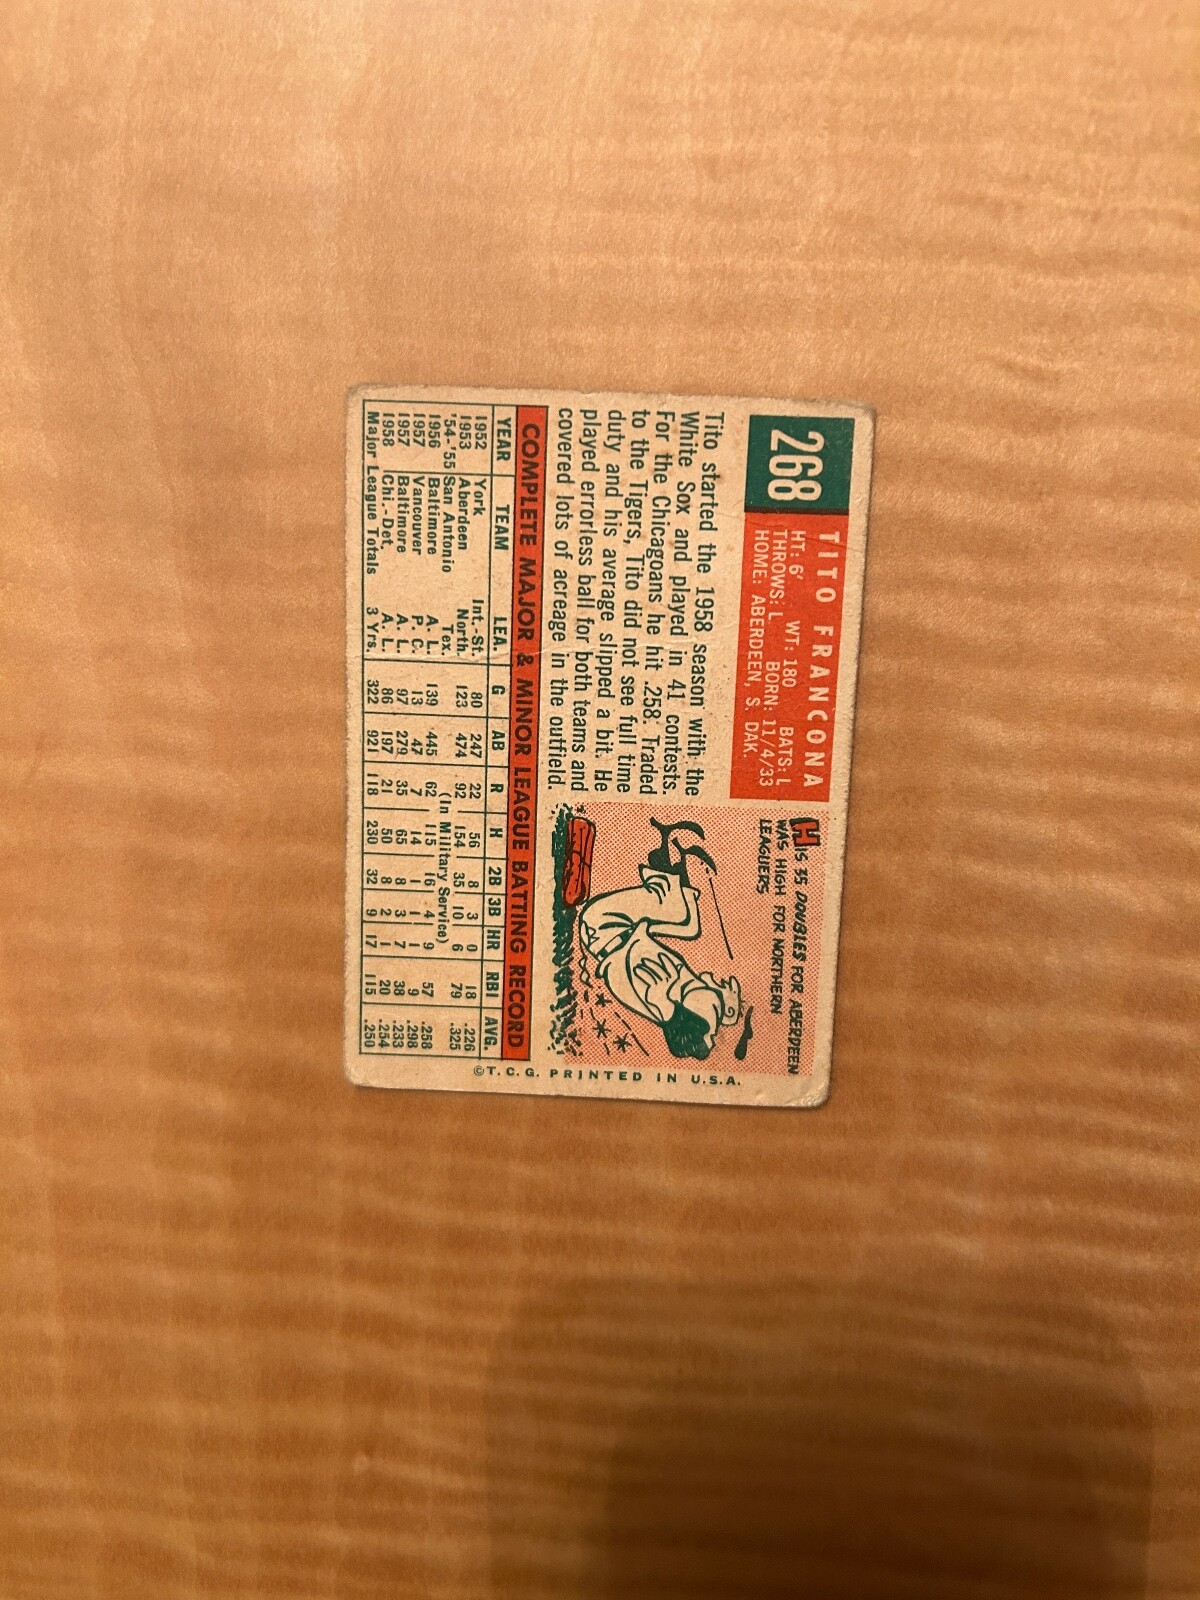 268
TITO FRANCONA
HT: 6' WT: 180 BATS: L
THROWS: L BORN: 11/4/33
HOME: ABERDEEN, S. DAK.
Tito started the 1958 season with the
White Sox and played in 41 contests.
For the Chicagoans he hit .258. Traded
to the Tigers, Tito did not see full time
duty and his average slipped a bit. He
played errorless ball for both teams and
covered lots of acreage in the outfield.
HIS 35 DOUBLES FOR ABERDEEN
WAS HIGH FOR NORTHERN
LEAGUERS
COMPLETE MAJOR & MINOR LEAGUE BATTING RECORD
YEAR TEAM LEA. G AB R H 2B 3B HR RBI AVG.
1952 York Int.-St. 80 247 22 56 8 3 0 18 .226
1953 Aberdeen North. 123 474 92 154 35 10 6 79 .325
'54-'55 San Antonio Tex. (In Military Service)
1956 Baltimore A. L. 139 445 62 115 16 4 9 57 .258
1957 Vancouver P. C. 13 47 7 14 1 1 1 9 .298
1957 Baltimore A. L. 97 279 35 65 8 3 7 38 .233
1958 Chi.-Det. A. L. 86 197 21 50 8 2 1 20 .254
Major League Totals 3 Yrs. 322 921 118 230 32 9 17 115 .250
©T.C.G. PRINTED IN U.S.A.